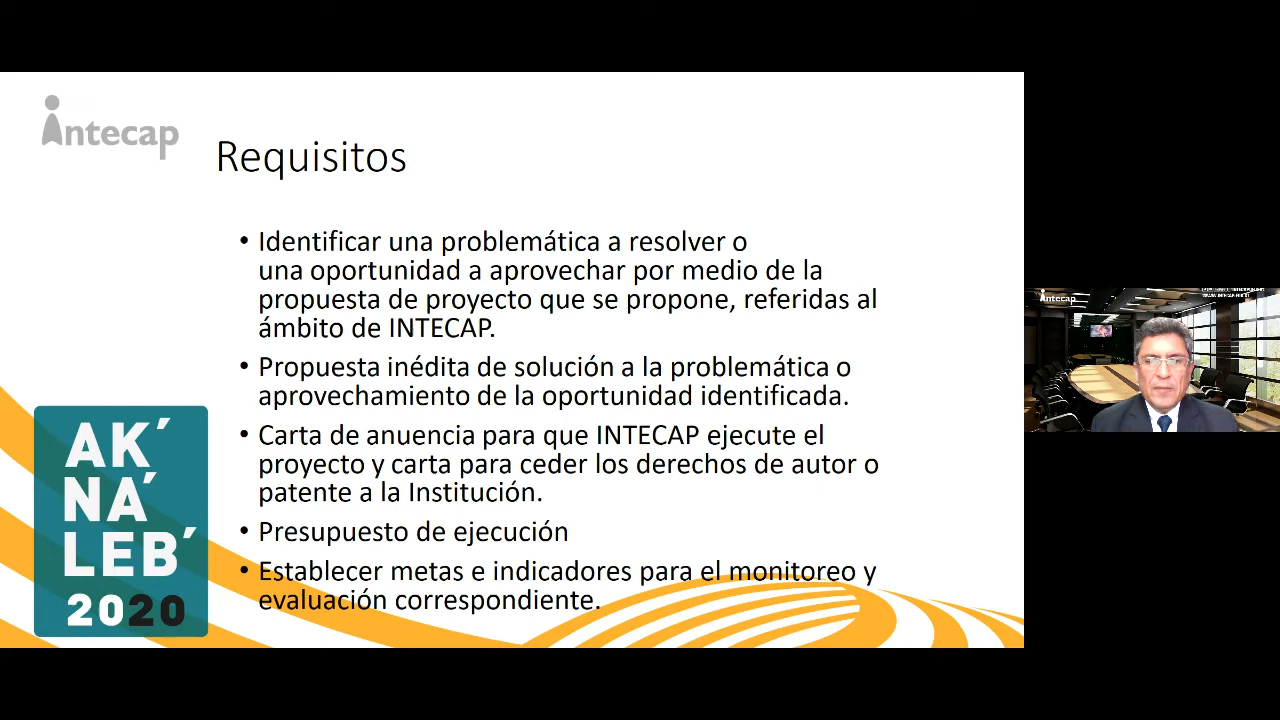 intecap
Requisitos
• Identificar una problemática a resolver o
una oportunidad a aprovechar por medio de la
propuesta de proyecto que se propone, referidas al
ámbito de INTECAP.
• Propuesta inédita de solución a la problemática o
aprovechamiento de la oportunidad identificada.
• Carta de anuencia para que INTECAP ejecute el
proyecto y carta para ceder los derechos de autor o
patente a la Institución.
• Presupuesto de ejecución
• Establecer metas e indicadores para el monitoreo y
evaluación correspondiente.
AK´
NA´
LEB´
2020
intecap